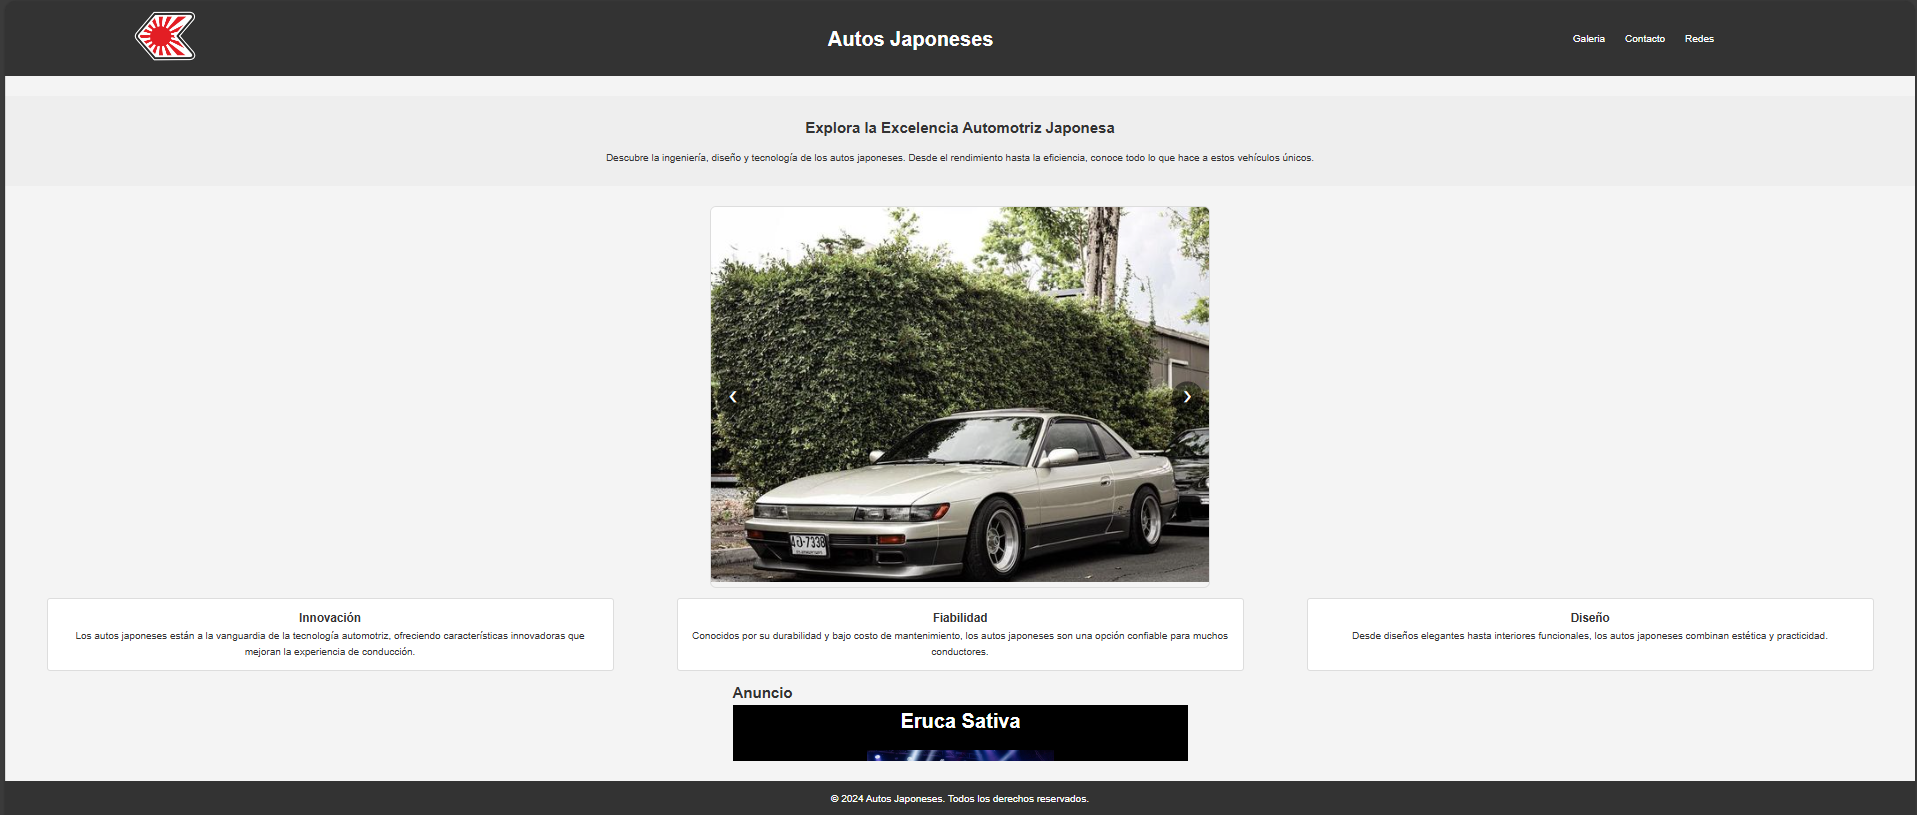 Autos Japoneses
Galeria Contacto Redes
Explora la Excelencia Automotriz Japonesa
Descubre la ingeniería, diseño y tecnología de los autos japoneses. Desde el rendimiento hasta la eficiencia, conoce todo lo que hace a estos vehículos únicos.
‹ ›
7338
Innovación
Los autos japoneses están a la vanguardia de la tecnología automotriz, ofreciendo características innovadoras que
mejoran la experiencia de conducción.
Fiabilidad
Conocidos por su durabilidad y bajo costo de mantenimiento, los autos japoneses son una opción confiable para muchos
conductores.
Diseño
Desde diseños elegantes hasta interiores funcionales, los autos japoneses combinan estética y practicidad.
Anuncio
Eruca Sativa
© 2024 Autos Japoneses. Todos los derechos reservados.